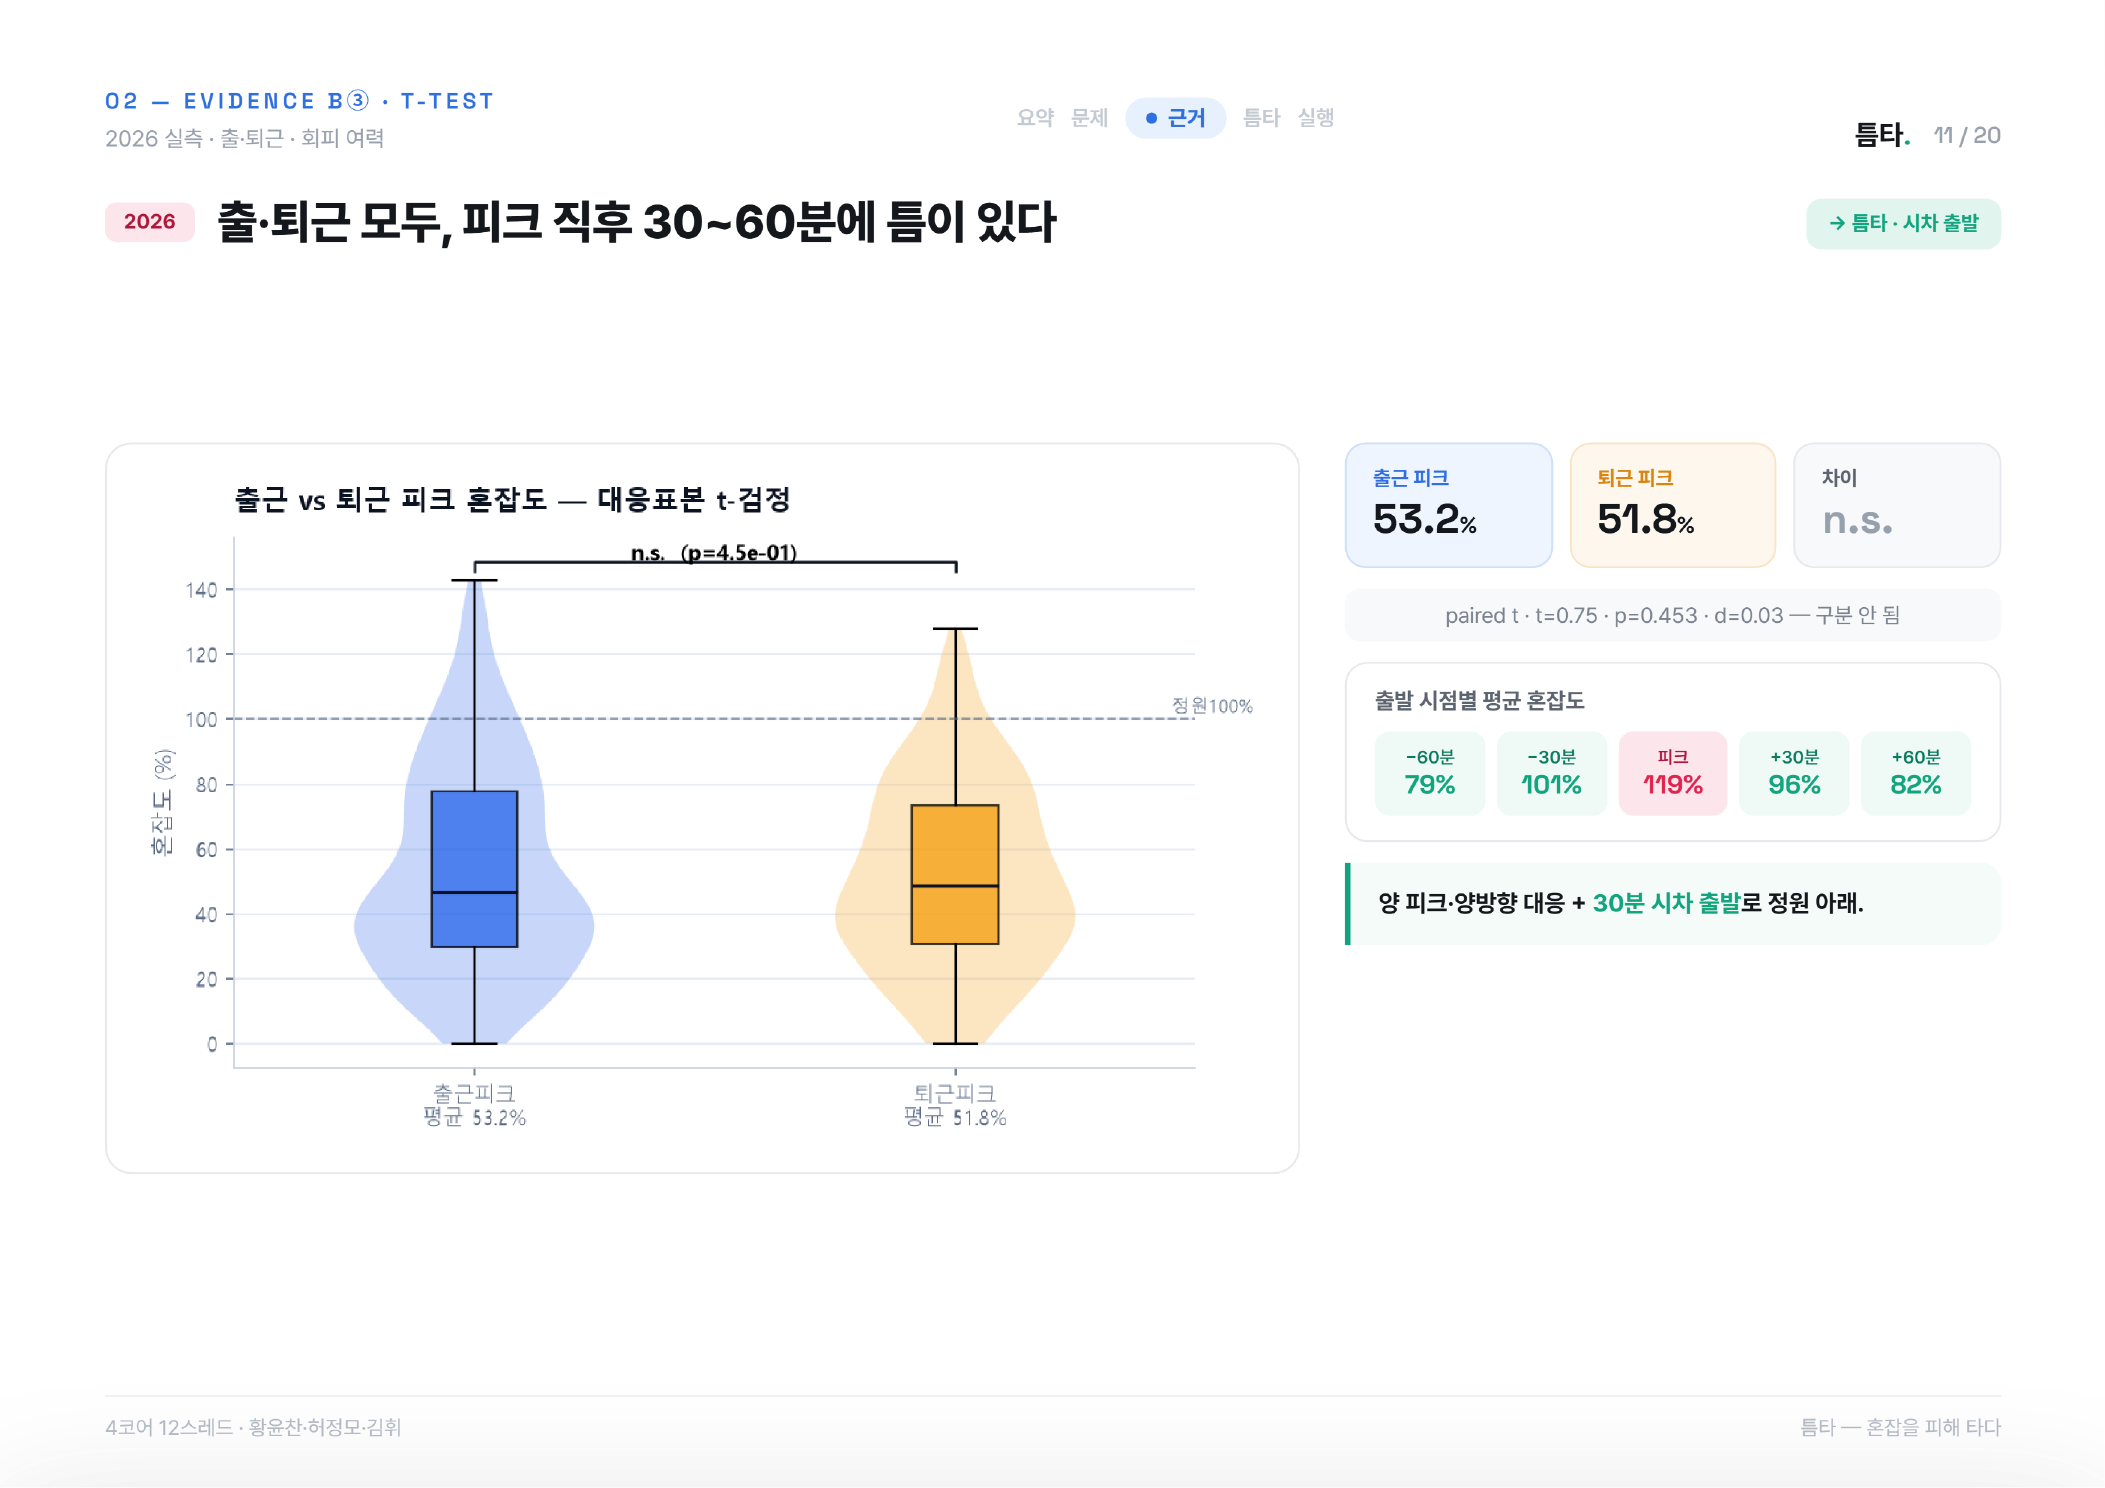 02 — EVIDENCE B③ · T-TEST
2026 실측 · 출·퇴근 · 회피 여력
요약 문제 근거 틈타 실행
틈타. 11 / 20
2026 출·퇴근 모두, 피크 직후 30~60분에 틈이 있다
→ 틈타 · 시차 출발
출근 vs 퇴근 피크 혼잡도 — 대응표본 t-검정
n.s. (p=4.5e-01)
140
120
100
80
60
40
20
0
혼잡도 (%)
정원100%
출근피크
평균 53.2%
퇴근피크
평균 51.8%
출근 피크
53.2%
퇴근 피크
51.8%
차이
n.s.
paired t · t=0.75 · p=0.453 · d=0.03 — 구분 안 됨
출발 시점별 평균 혼잡도
−60분
79%
−30분
101%
피크
119%
+30분
96%
+60분
82%
양 피크·양방향 대응 + 30분 시차 출발로 정원 아래.
4코어 12스레드 · 황윤찬·허정모·김휘
틈타 — 혼잡을 피해 타다